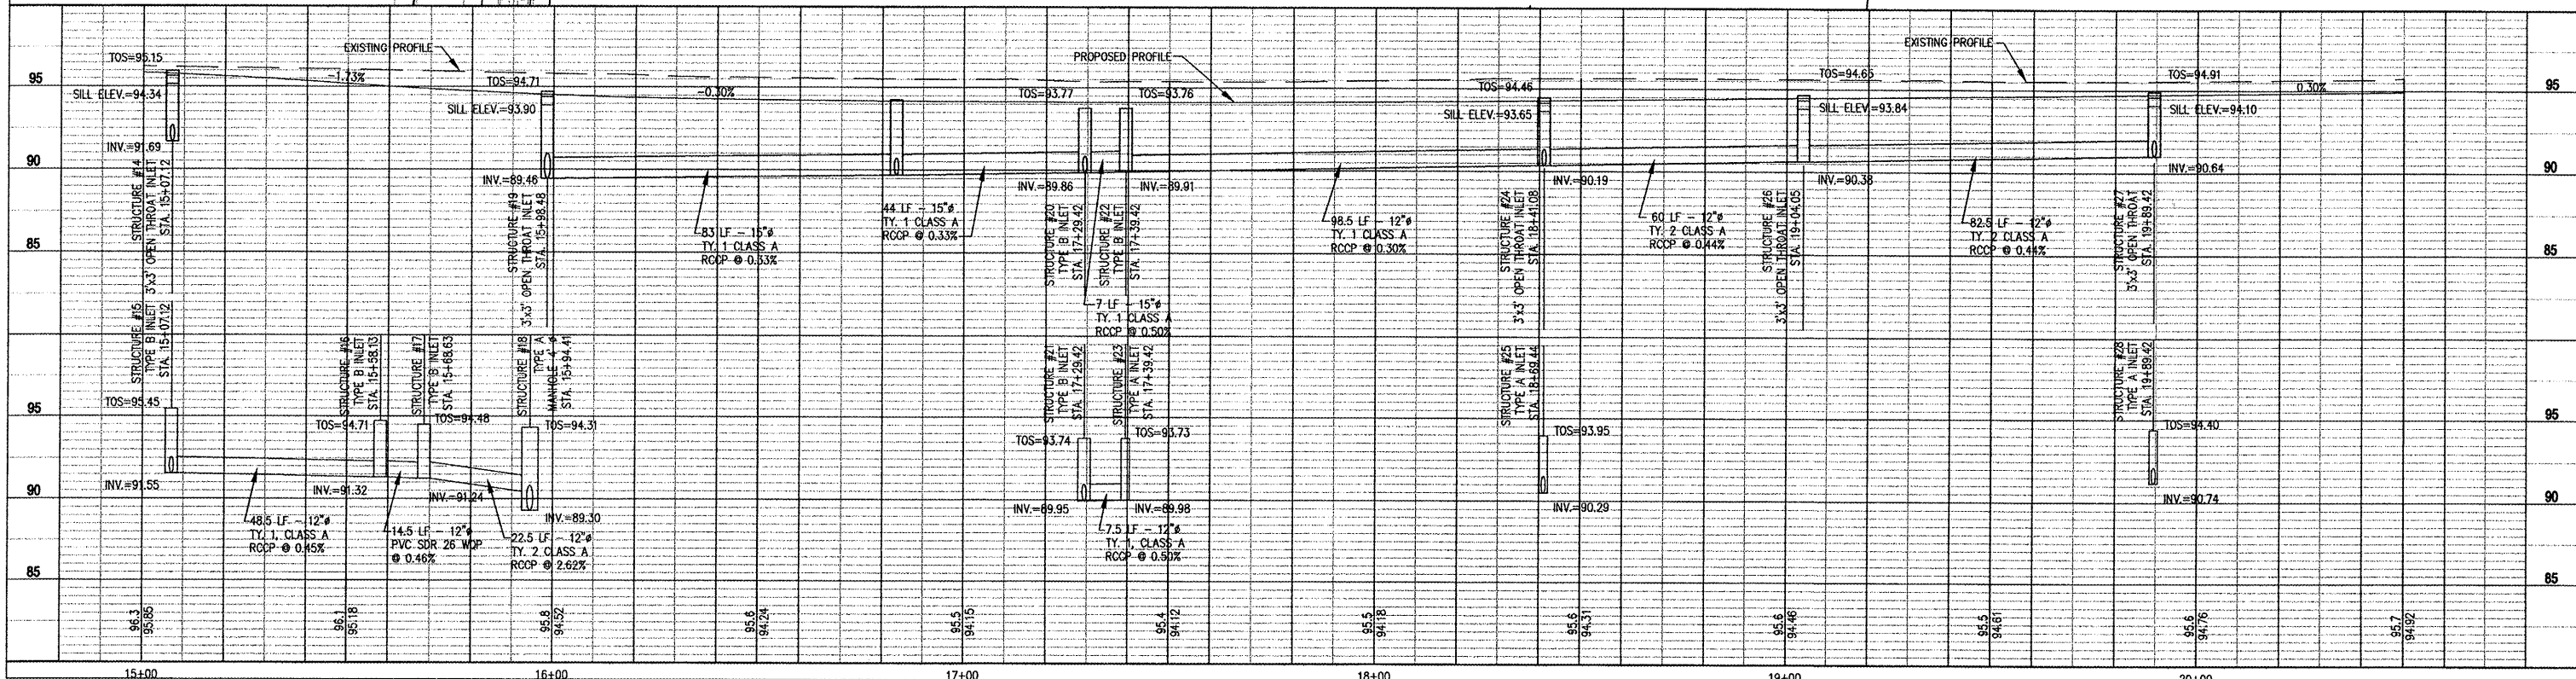 EXISTING PROFILE
PROPOSED PROFILE
EXISTING PROFILE
TOS=95.15
-1.73%
TOS=94.71
-0.30%
TOS=93.77
TOS=93.76
TOS=94.46
TOS=94.65
TOS=94.91
0.30%
95
95
SILL ELEV.=94.34
SILL ELEV.=93.90
SILL ELEV.=93.65
SILL ELEV.=93.84
SILL ELEV.=94.10
INV.=91.69
90
90
INV.=89.46
INV.=89.86
INV.=89.91
INV.=90.19
INV.=90.38
INV.=90.64
STRUCTURE #14
3'x3' OPEN THROAT INLET
STA. 15+07.12
STRUCTURE #19
3'x3' OPEN THROAT INLET
STA. 15+98.48
83 LF - 15"ø
TY. 1 CLASS A
RCCP @ 0.33%
44 LF - 15"ø
TY. 1 CLASS A
RCCP @ 0.33%
STRUCTURE #20
TYPE B INLET
STA. 17+29.42
STRUCTURE #22
TYPE B INLET
STA. 17+39.42
7 LF - 15"ø
TY. 1 CLASS A
RCCP @ 0.50%
98.5 LF - 12"ø
TY. 1 CLASS A
RCCP @ 0.30%
STRUCTURE #24
3'x3' OPEN THROAT INLET
STA. 18+41.08
60 LF - 12"ø
TY. 2 CLASS A
RCCP @ 0.44%
STRUCTURE #26
3'x3' OPEN THROAT INLET
STA. 19+04.05
82.5 LF - 12"ø
TY. 2 CLASS A
RCCP @ 0.44%
STRUCTURE #27
3'x3' OPEN THROAT
STA. 19+89.42
85
85
STRUCTURE #15
TYPE B INLET
STA. 15+07.12
STRUCTURE #16
TYPE B INLET
STA. 15+58.13
STRUCTURE #17
TYPE B INLET
STA. 15+68.63
STRUCTURE #18
TYPE A
MANHOLE 4' ø
STA. 15+94.41
STRUCTURE #21
TYPE B INLET
STA. 17+29.42
STRUCTURE #23
TYPE A INLET
STA. 17+39.42
STRUCTURE #25
TYPE A INLET
STA. 18+69.44
STRUCTURE #28
TYPE A INLET
STA. 19+89.42
95
95
TOS=95.45
TOS=94.71
TOS=94.48
TOS=94.31
TOS=93.74
TOS=93.73
TOS=93.95
TOS=94.40
90
90
INV.=91.55
INV.=91.32
INV.=91.24
INV.=89.30
INV.=89.95
INV.=89.98
INV.=90.29
INV.=90.74
48.5 LF - 12"ø
TY. 1, CLASS A
RCCP @ 0.45%
14.5 LF - 12"ø
PVC SDR 26 WQP
@ 0.46%
22.5 LF - 12"ø
TY. 2 CLASS A
RCCP @ 2.62%
7.5 LF - 12"ø
TY. 1, CLASS A
RCCP @ 0.50%
85
85
96.3
95.85
96.1
95.18
95.8
94.52
95.6
94.24
95.5
94.15
95.4
94.12
95.5
94.18
95.6
94.31
95.6
94.46
95.5
94.61
95.6
94.76
95.7
94.92
15+00
16+00
17+00
18+00
19+00
20+00